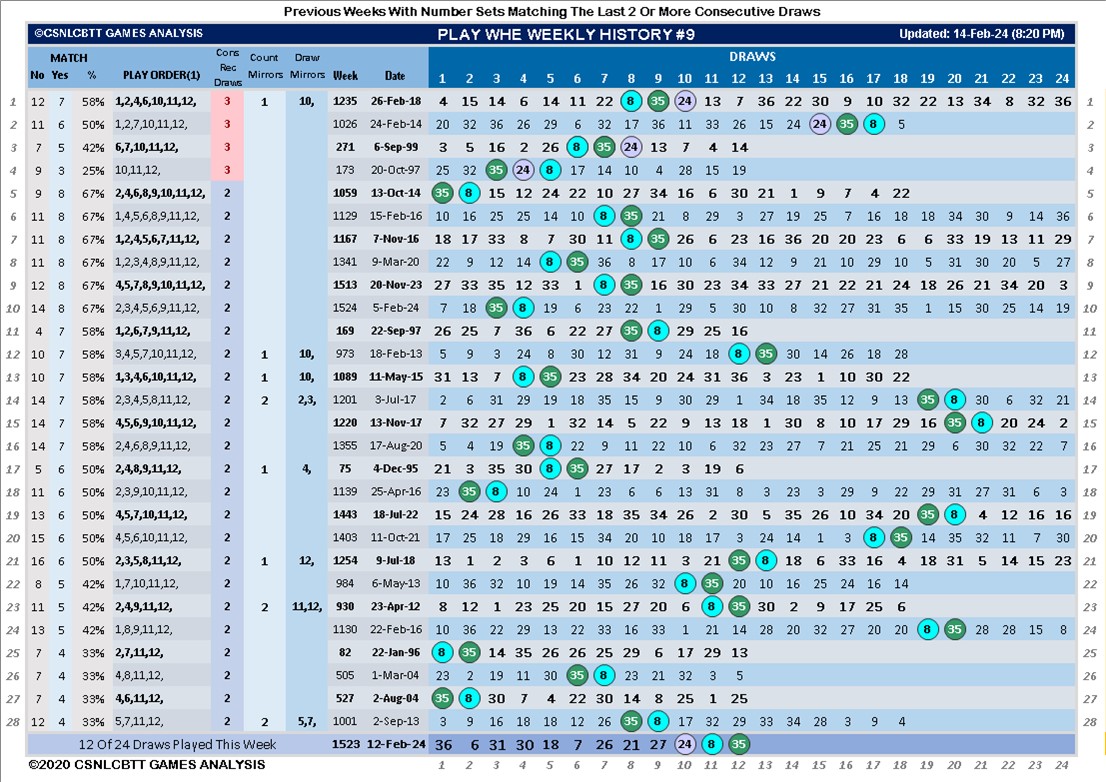 Previous Weeks With Number Sets Matching The Last 2 Or More Consecutive Draws
©CSNLCBTT GAMES ANALYSIS PLAY WHE WEEKLY HISTORY #9 Updated: 14-Feb-24 (8:20 PM)
MATCH Cons Count Draw DRAWS
No Yes % PLAY ORDER(1) Rec Draws Mirrors Mirrors Week Date 1 2 3 4 5 6 7 8 9 10 11 12 13 14 15 16 17 18 19 20 21 22 23 24
1 12 7 58% 1,2,4,6,10,11,12, 3 1 10, 1235 26-Feb-18 4 15 14 6 14 11 22 8 35 24 13 7 36 22 30 9 10 32 22 13 34 8 32 36 1
2 11 6 50% 1,2,7,10,11,12, 3 1026 24-Feb-14 20 32 36 26 29 6 32 17 36 11 33 26 15 24 24 16 8 5 2
3 7 5 42% 6,7,10,11,12, 3 271 6-Sep-99 3 5 16 2 26 8 35 24 13 7 4 12 3
4 9 3 25% 10,11,12, 3 173 20-Oct-97 25 32 35 24 8 17 14 10 4 28 15 19 4
5 9 8 67% 2,4,6,8,9,10,11,12, 2 1059 13-Oct-14 35 8 15 12 24 22 10 27 34 16 6 30 21 1 9 7 4 22 5
6 11 8 67% 1,4,5,6,8,9,11,12, 2 1129 15-Feb-16 10 16 25 25 14 10 8 35 21 8 29 3 27 19 25 7 16 18 18 34 30 9 14 36 6
7 11 8 67% 1,2,4,5,6,7,11,12, 2 1167 7-Nov-16 18 17 33 8 7 30 11 8 35 26 6 23 16 36 20 20 23 6 6 33 19 13 11 29 7
8 11 8 67% 1,2,3,4,8,9,11,12, 2 1341 9-Mar-20 22 9 12 14 8 35 36 8 17 10 6 34 12 9 21 10 29 10 5 31 30 20 5 27 8
9 12 8 67% 4,5,7,8,9,10,11,12, 2 1513 20-Nov-23 27 33 35 12 33 1 8 35 16 30 23 34 33 27 21 22 21 24 18 26 21 34 20 3 9
10 14 8 67% 2,3,4,5,6,9,11,12, 2 1524 5-Feb-24 7 18 35 8 19 6 23 22 6 1 29 5 30 10 8 32 27 31 35 1 15 30 25 14 19 10
11 4 7 58% 1,2,6,7,9,11,12, 2 169 22-Sep-97 26 25 7 36 6 22 27 35 8 29 25 16 11
12 10 7 58% 3,4,5,7,10,11,12, 2 1 10, 973 18-Feb-13 5 9 3 24 8 30 12 31 9 24 18 8 35 30 14 16 26 18 28 12
13 10 7 58% 1,3,4,6,10,11,12, 2 1 10, 1089 11-May-15 31 13 7 8 35 23 28 34 20 24 31 36 3 23 1 10 30 22 13
14 14 7 58% 2,3,4,5,8,11,12, 2 2 2,3, 1201 3-Jul-17 2 6 31 29 19 18 35 15 9 30 29 1 18 35 12 9 13 35 8 30 6 32 21 14
15 14 7 58% 4,5,6,9,10,11,12, 2 1220 13-Nov-17 7 32 27 29 1 32 14 5 22 9 13 18 1 30 8 10 17 29 16 35 8 20 24 2 15
16 14 7 58% 2,4,6,8,9,11,12, 2 1355 17-Aug-20 5 4 19 35 8 9 11 22 10 6 32 23 27 7 21 25 21 29 6 30 32 22 7 16
17 5 6 50% 2,4,8,9,11,12, 2 1 4, 75 4-Dec-95 21 3 35 30 8 35 27 17 2 3 19 6 17
18 11 6 50% 2,3,9,10,11,12, 2 1139 25-Apr-16 23 35 8 10 24 1 23 6 6 13 31 8 3 23 3 29 9 22 29 31 27 31 6 3 18
19 13 6 50% 4,5,7,10,11,12, 2 1443 18-Jul-22 15 24 28 16 26 33 18 35 34 26 2 30 5 35 26 10 34 20 35 8 4 12 16 16 19
20 15 6 50% 4,5,6,10,11,12, 2 1403 11-Oct-21 17 25 18 29 16 15 34 20 10 18 17 3 24 14 1 3 8 35 14 35 32 11 7 30 20
21 16 6 50% 2,3,5,8,11,12, 2 1 12, 1254 9-Jul-18 13 1 2 3 6 1 10 12 11 3 21 35 8 18 6 33 16 4 18 31 5 14 15 23 21
22 8 5 42% 1,7,10,11,12, 2 984 6-May-13 10 36 32 10 19 14 35 26 32 8 35 20 10 16 25 24 16 14 22
23 11 5 42% 2,4,9,11,12, 2 2 11,12, 930 23-Apr-12 8 12 1 23 25 20 15 27 20 6 8 35 30 2 9 17 25 6 23
24 13 5 42% 1,8,9,11,12, 2 1130 22-Feb-16 10 36 22 29 13 22 33 16 33 1 21 14 28 20 32 27 20 20 8 35 28 28 15 8 24
25 7 4 33% 2,7,11,12, 2 82 22-Jan-96 8 35 14 35 26 26 25 29 6 17 29 13 25
26 7 4 33% 4,8,11,12, 2 505 1-Mar-04 23 2 19 11 30 35 8 23 21 32 3 5 26
27 7 4 33% 4,6,11,12, 2 527 2-Aug-04 35 8 30 7 4 22 30 14 8 25 1 25 27
28 12 4 33% 5,7,11,12, 2 2 5,7, 1001 2-Sep-13 3 9 16 18 18 12 26 35 8 17 32 29 33 34 28 3 9 4 28
12 Of 24 Draws Played This Week 1523 12-Feb-24 36 6 31 30 18 7 26 21 27 24 8 35
©2020 CSNLCBTT GAMES ANALYSIS 1 2 3 4 5 6 7 8 9 10 11 12 13 14 15 16 17 18 19 20 21 22 23 24